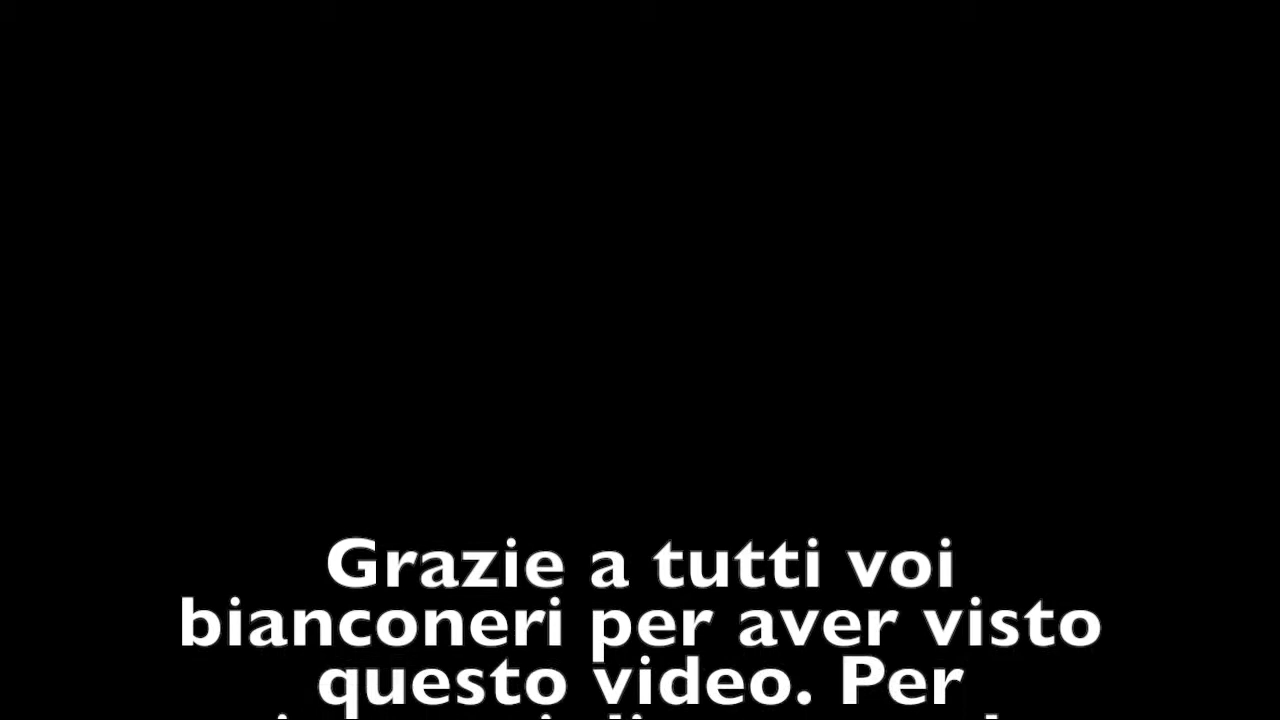 Grazie a tutti voi
bianconeri per aver visto
questo video. Per